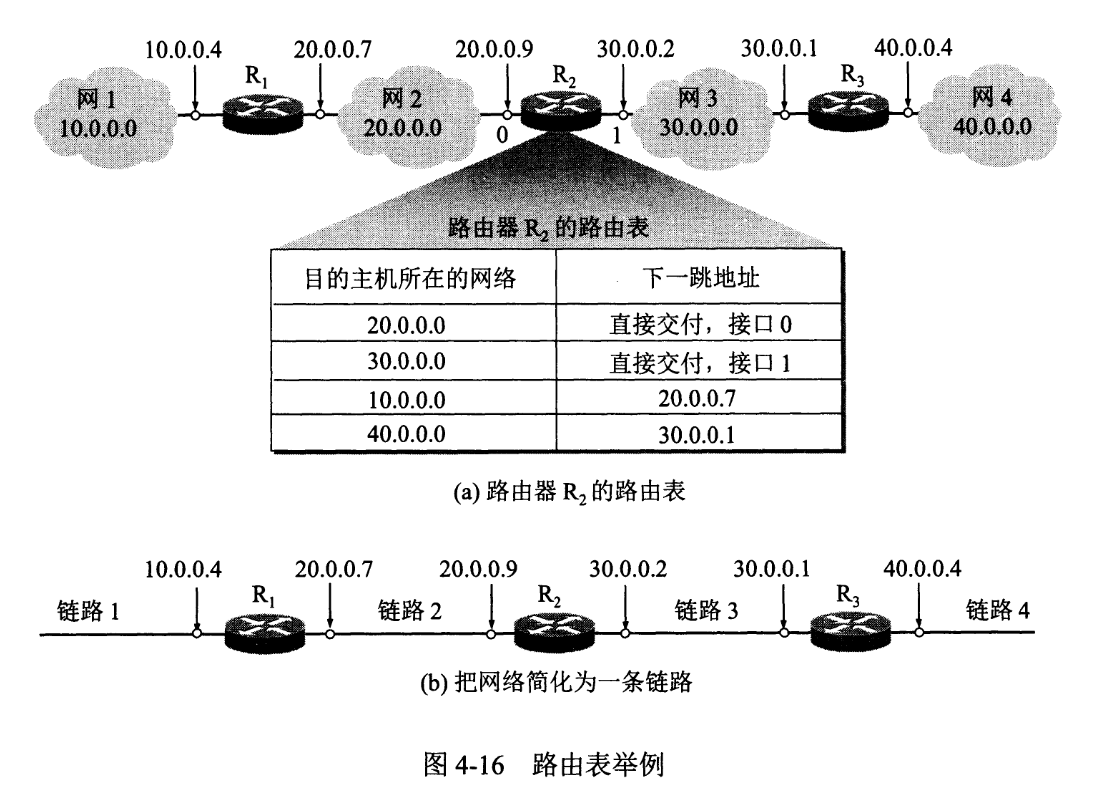 10.0.0.4 20.0.0.7 20.0.0.9 30.0.0.2 30.0.0.1 40.0.0.4
R1 R2 R3
网 1 网 2 网 3 网 4
10.0.0.0 20.0.0.0 30.0.0.0 40.0.0.0
0 1
路由器 R2 的路由表
目的主机所在的网络 下一跳地址
20.0.0.0 直接交付，接口 0
30.0.0.0 直接交付，接口 1
10.0.0.0 20.0.0.7
40.0.0.0 30.0.0.1
(a) 路由器 R2 的路由表
10.0.0.4 20.0.0.7 20.0.0.9 30.0.0.2 30.0.0.1 40.0.0.4
链路 1 R1 链路 2 R2 链路 3 R3 链路 4
(b) 把网络简化为一条链路
图 4-16 路由表举例